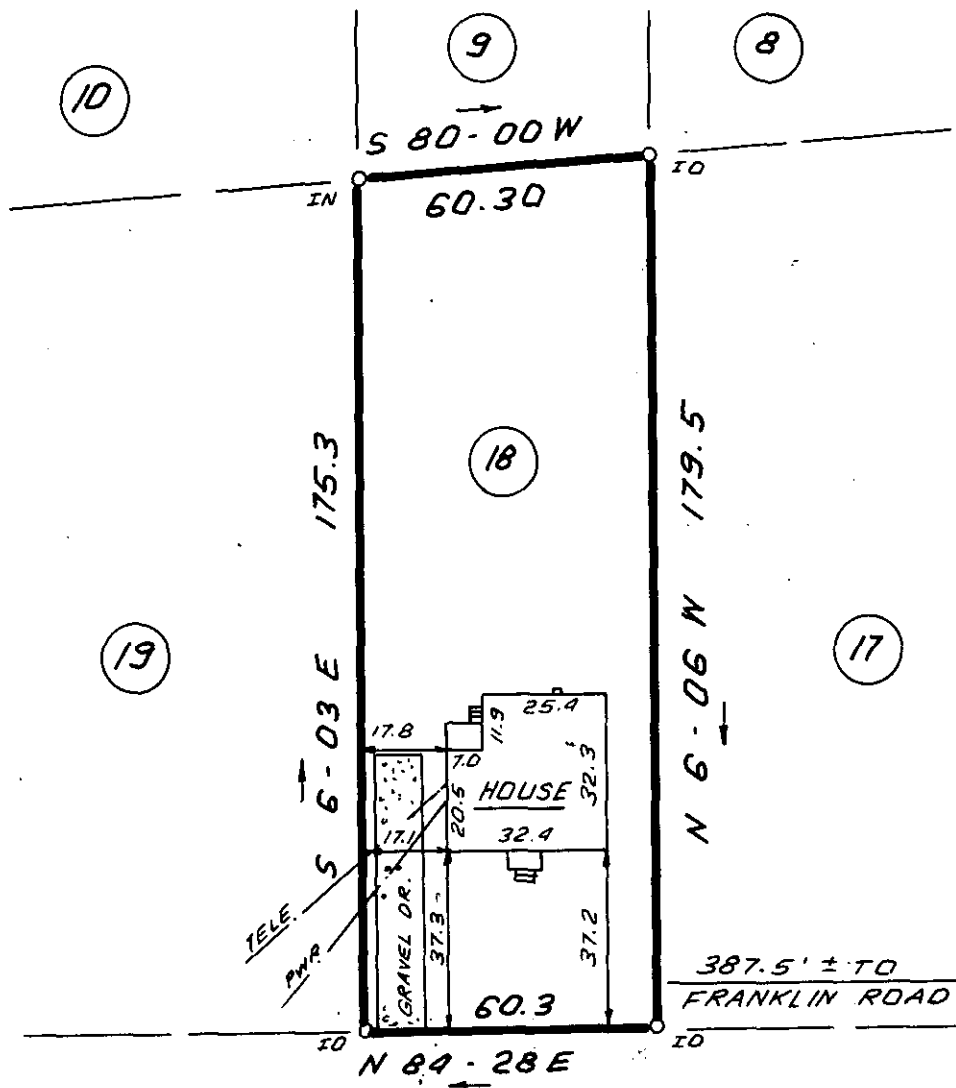 9
8
10
S 80-00 W
IN
IO
60.30
175.3
179.5
18
S 6-03 E
N 6-06 W
19
17
17.8
25.4
11.9
7.0
20.5
HOUSE
32.3
17.1
32.4
TELE.
PWR
GRAVEL DR.
37.3
37.2
387.5' ± TO
FRANKLIN ROAD
60.3
IO
IO
N 84-28 E